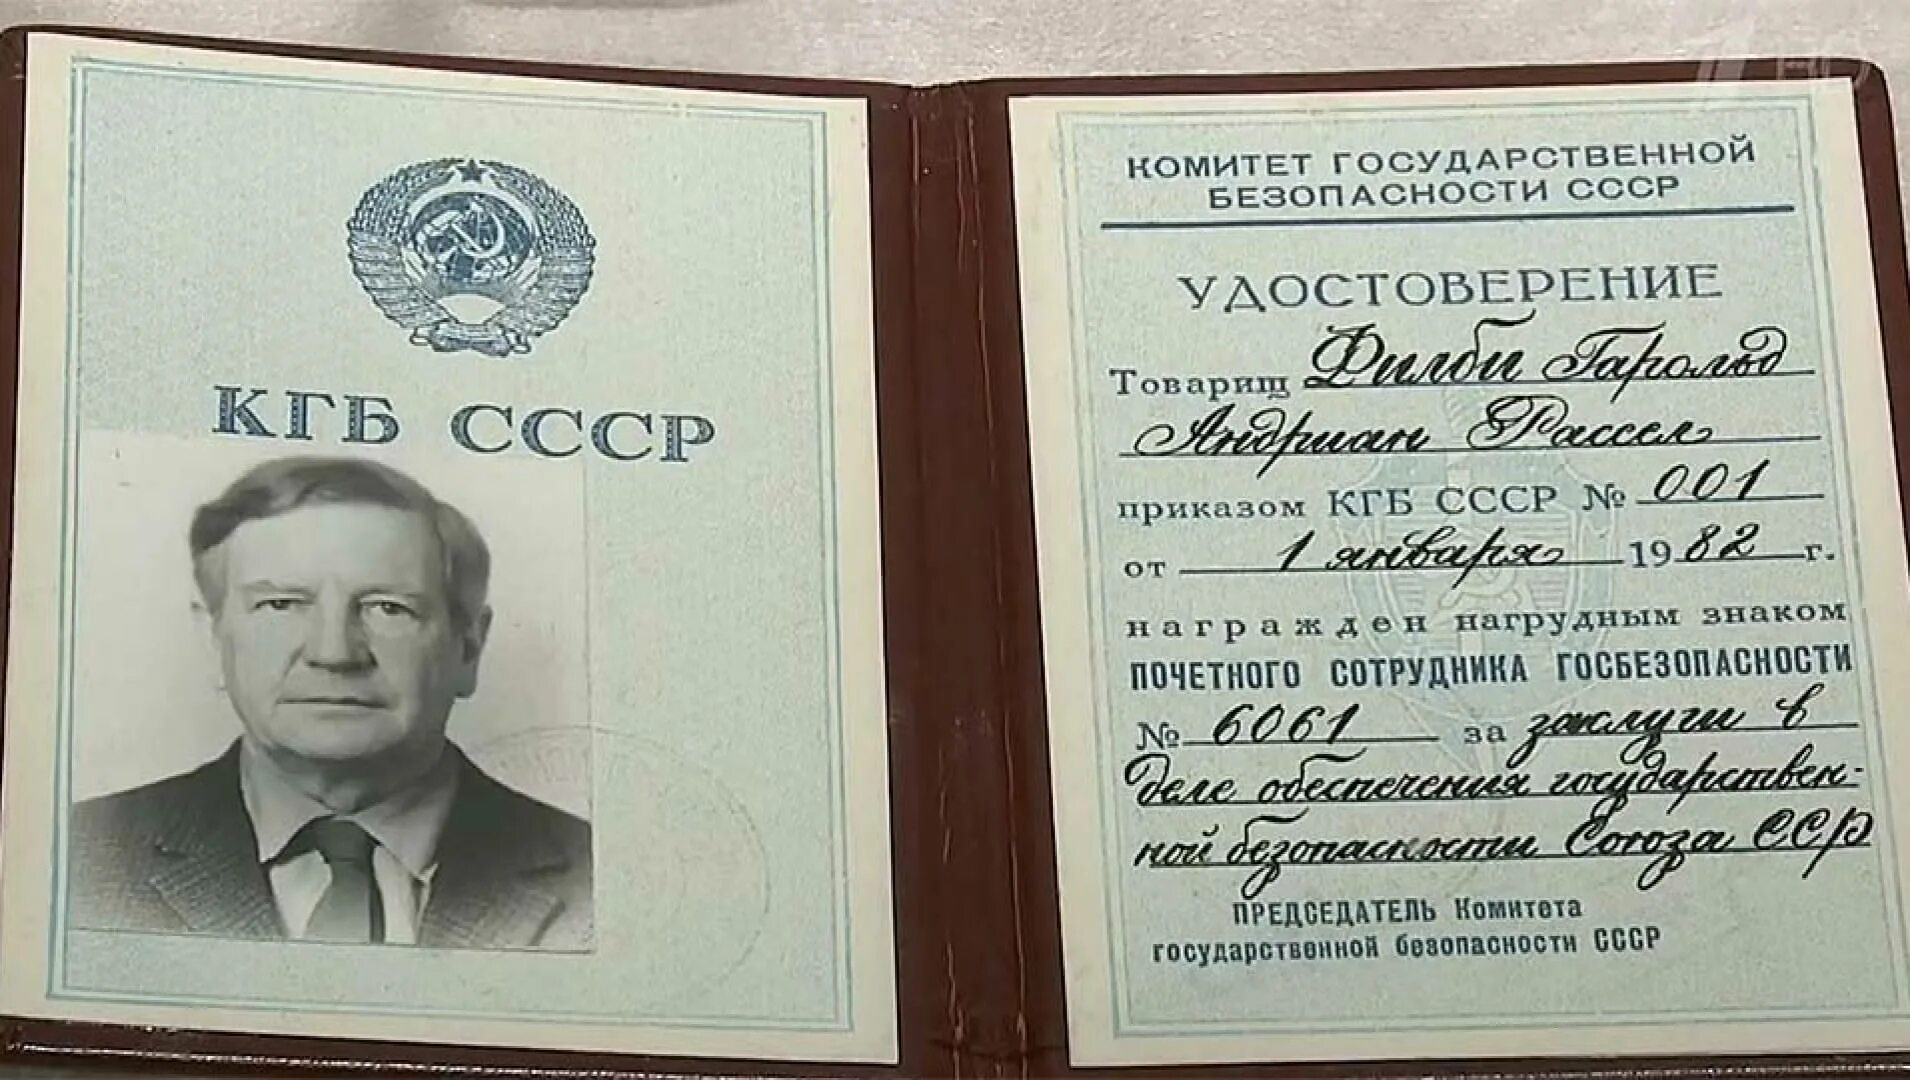 КГБ СССР
КОМИТЕТ ГОСУДАРСТВЕННОЙ
БЕЗОПАСНОСТИ СССР
УДОСТОВЕРЕНИЕ
Товарищ Филби Гарольд
Андриан Рассел
приказом КГБ СССР № 001
от 1 января 1982 г.
награжден нагрудным знаком
ПОЧЕТНОГО СОТРУДНИКА ГОСБЕЗОПАСНОСТИ
№ 6061 за заслуги в
деле обеспечения государствен-
ной безопасности Союза ССР
ПРЕДСЕДАТЕЛЬ Комитета
государственной безопасности СССР